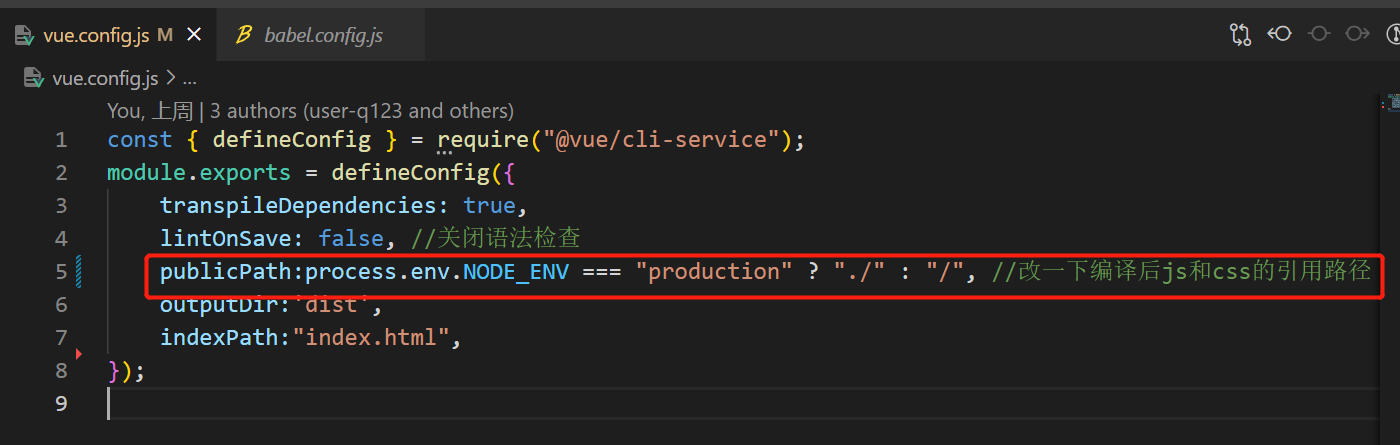 vue.config.js M
babel.config.js
vue.config.js > ...
You, 上周 | 3 authors (user-q123 and others)
1 const { defineConfig } = require("@vue/cli-service");
2 module.exports = defineConfig({
3 transpileDependencies: true,
4 lintOnSave: false, //关闭语法检查
5 publicPath:process.env.NODE_ENV === "production" ? "./" : "/", //改一下编译后js和css的引用路径
6 outputDir:'dist',
7 indexPath:"index.html",
8 });
9